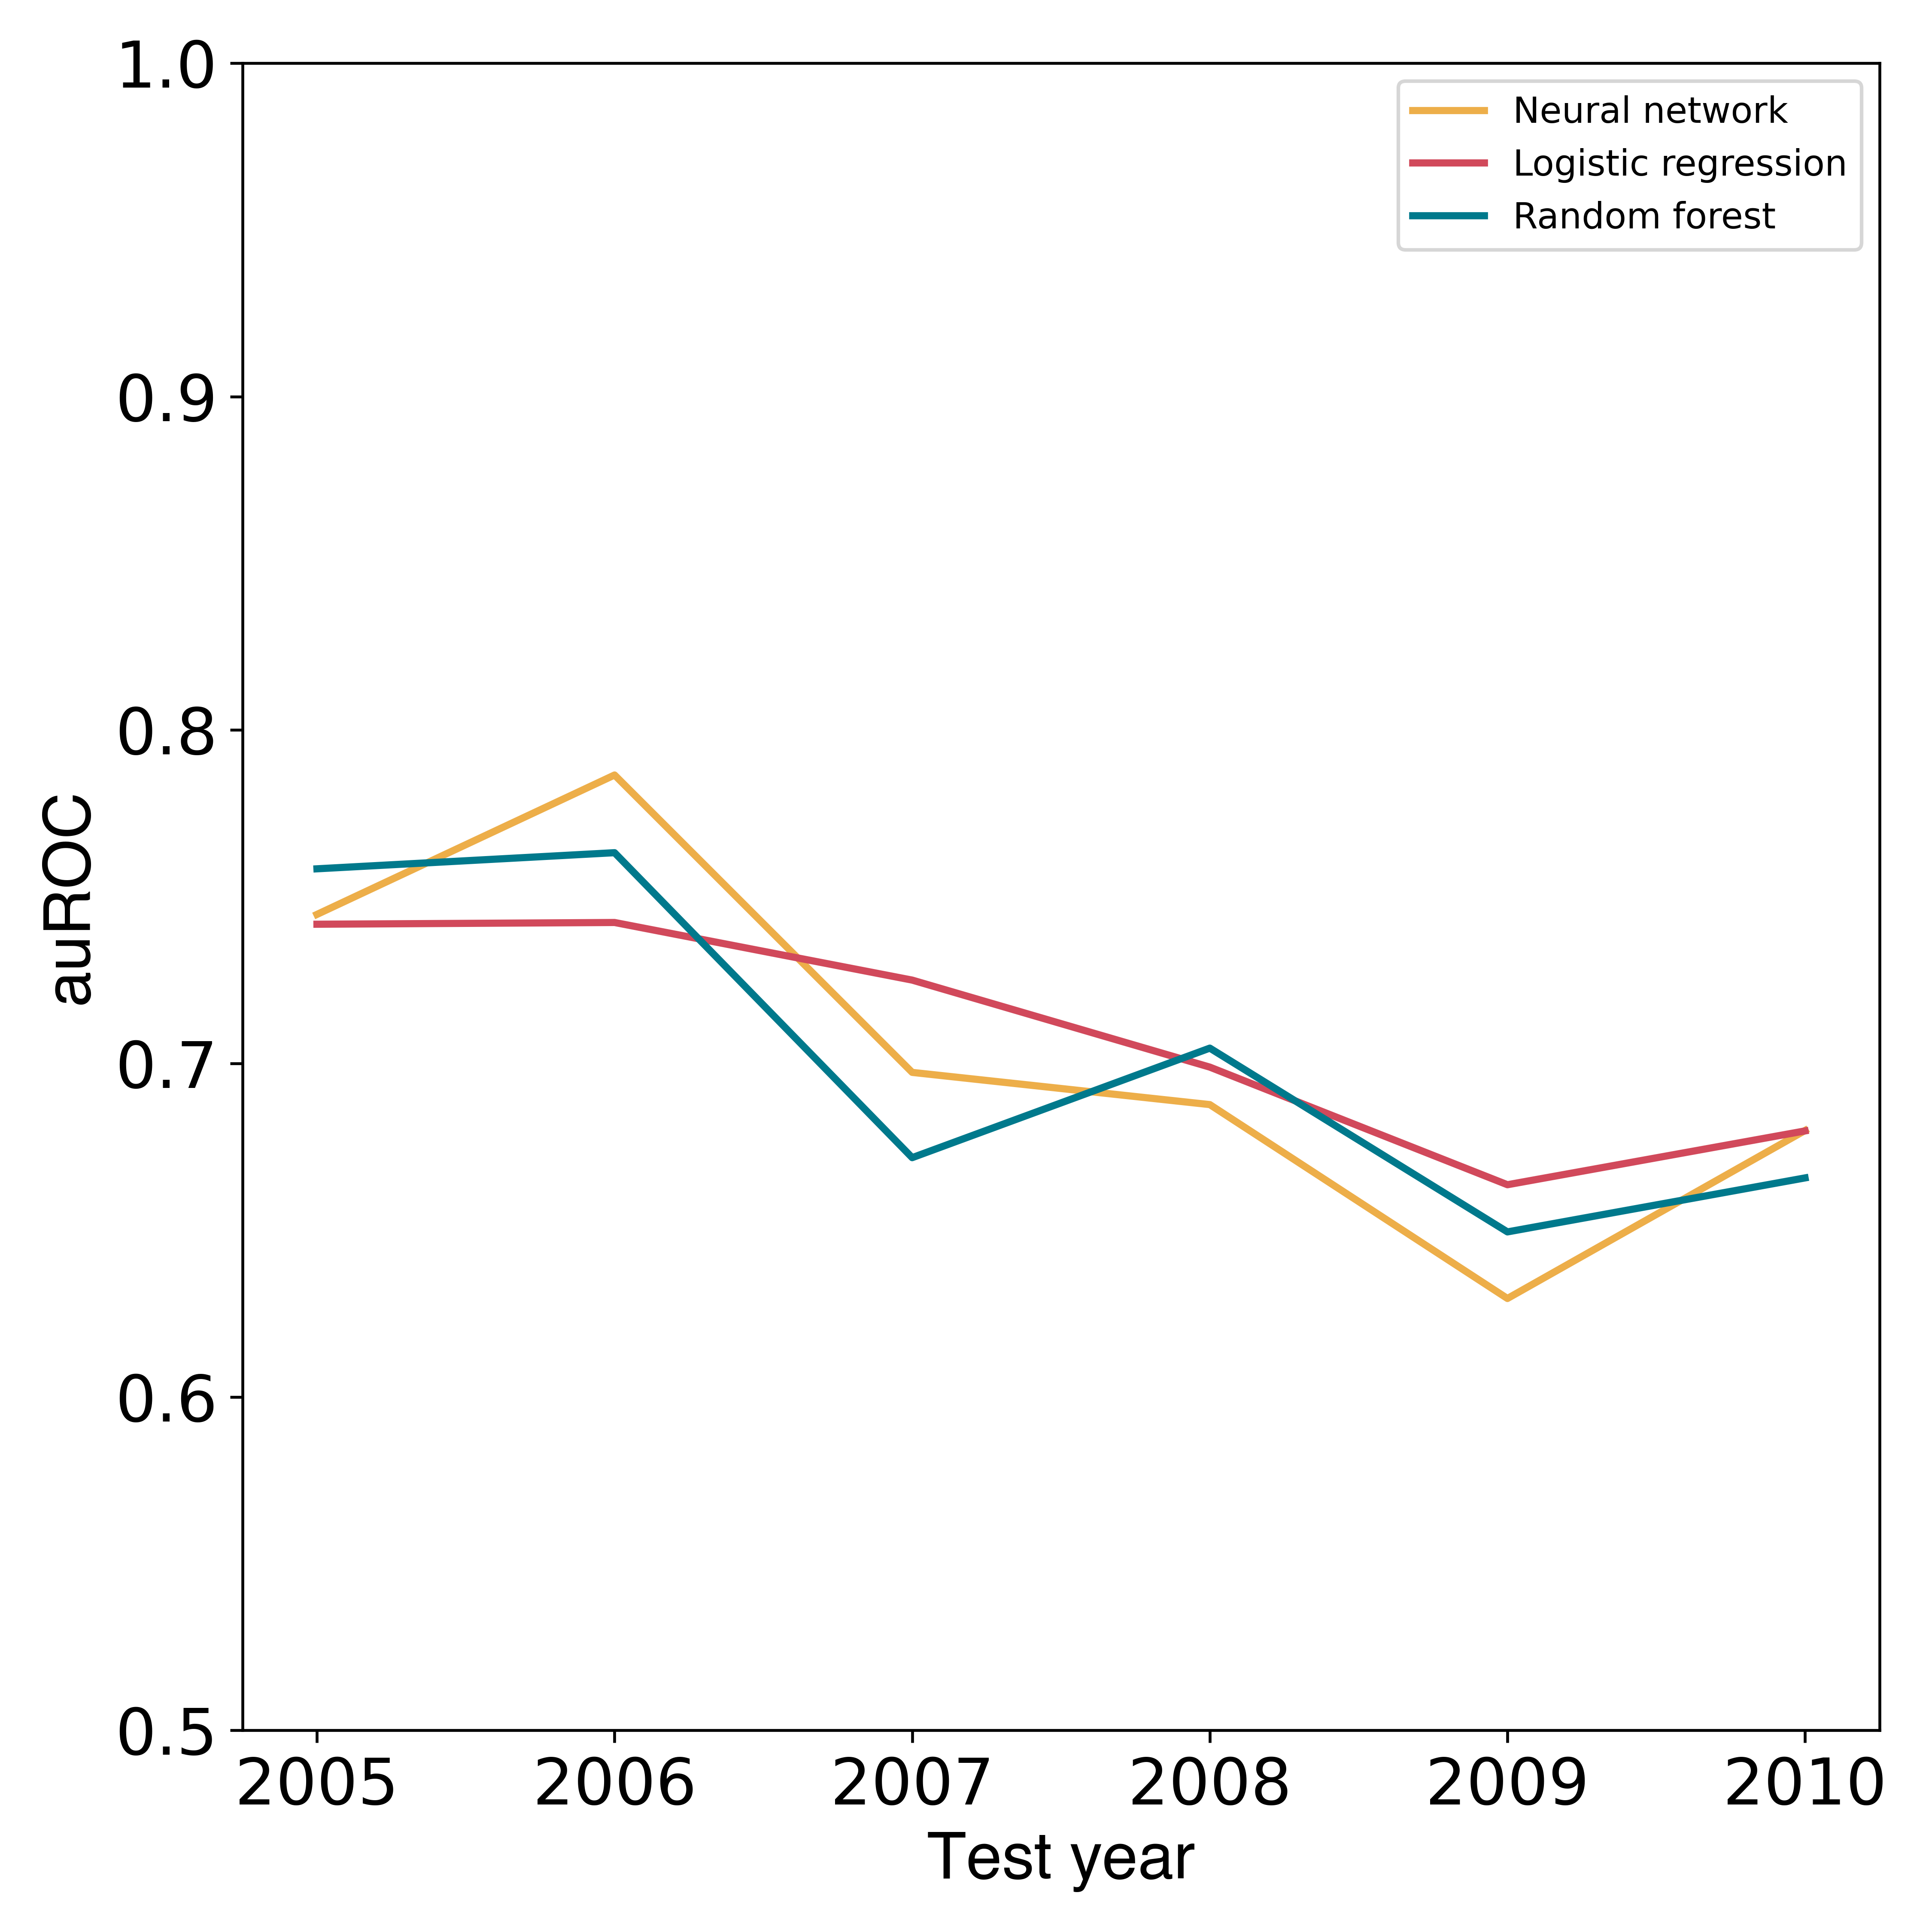 1.0
0.9
0.8
0.7
0.6
0.5
auROC
2005 2006 2007 2008 2009 2010
Test year
Neural network
Logistic regression
Random forest